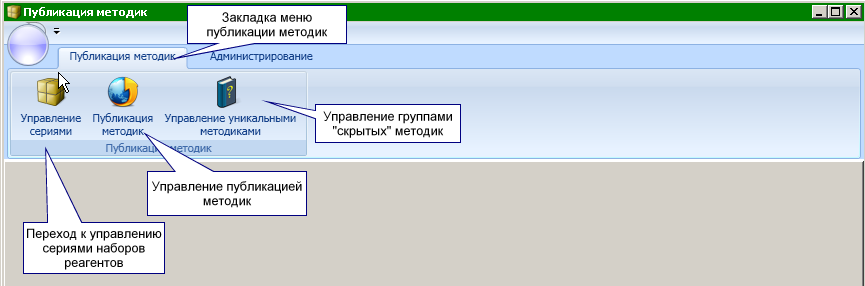 Публикация методик
Закладка меню
публикации методик
Публикация методик
Администрирование
Управление
сериями
Публикация
методик
Управление уникальными
методиками
Управление группами
"скрытых" методик
Публикация методик
Управление публикацией
методик
Переход к управлению
сериями наборов
реагентов